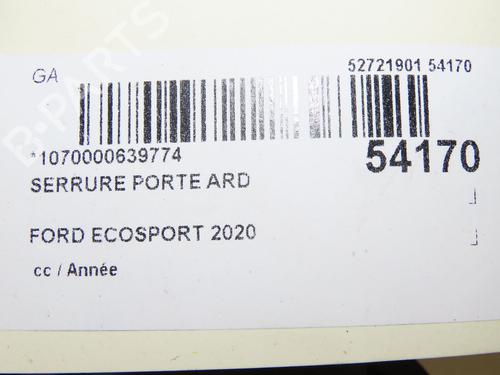 GA
52721901 54170
*1070000639774
54170
SERRURE PORTE ARD
FORD ECOSPORT 2020
cc / Année
B-PARTS